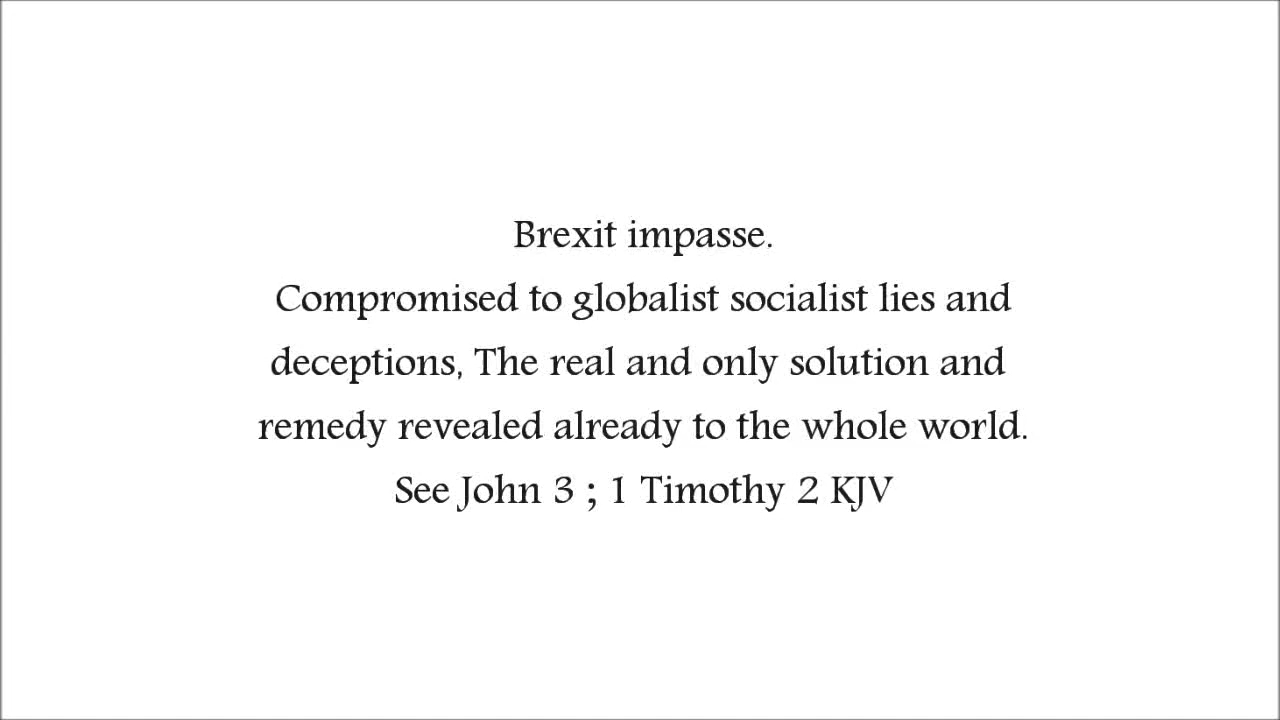 Brexit impasse.
Compromised to globalist socialist lies and
deceptions, The real and only solution and
remedy revealed already to the whole world.
See John 3 ; 1 Timothy 2 KJV